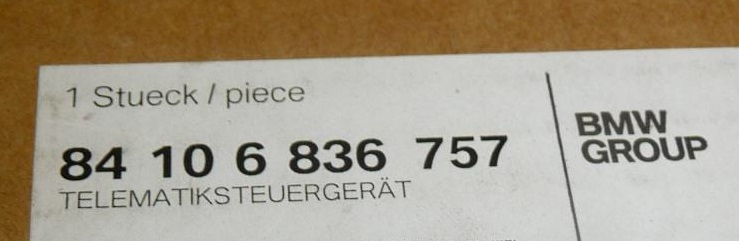 1 Stueck / piece
84 10 6 836 757
TELEMATIKSTEUERGERÄT
BMW
GROUP